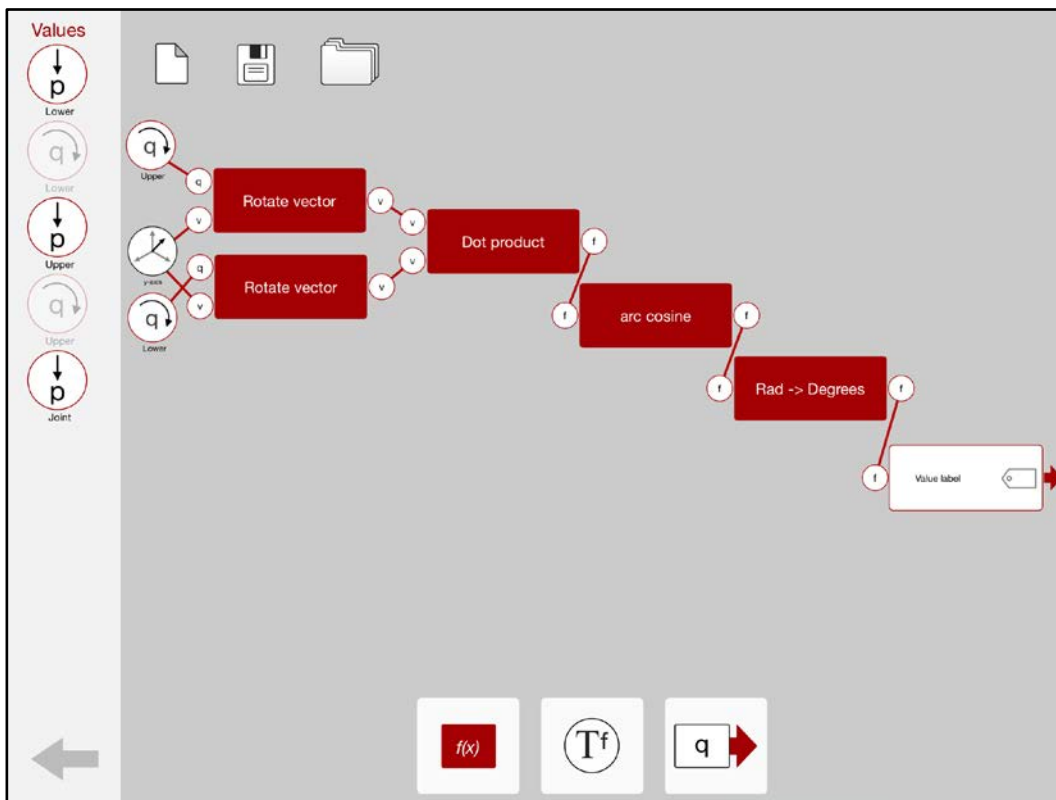 Values
p
Lower
q
Lower
p
Upper
q
Upper
p
Joint
q
Upper
q
v
Rotate vector
v
y-axis
q
v
Rotate vector
v
q
Lower
v
v
Dot product
f
f
arc cosine
f
f
Rad -> Degrees
f
f
Value label
f(x)
Tf
q